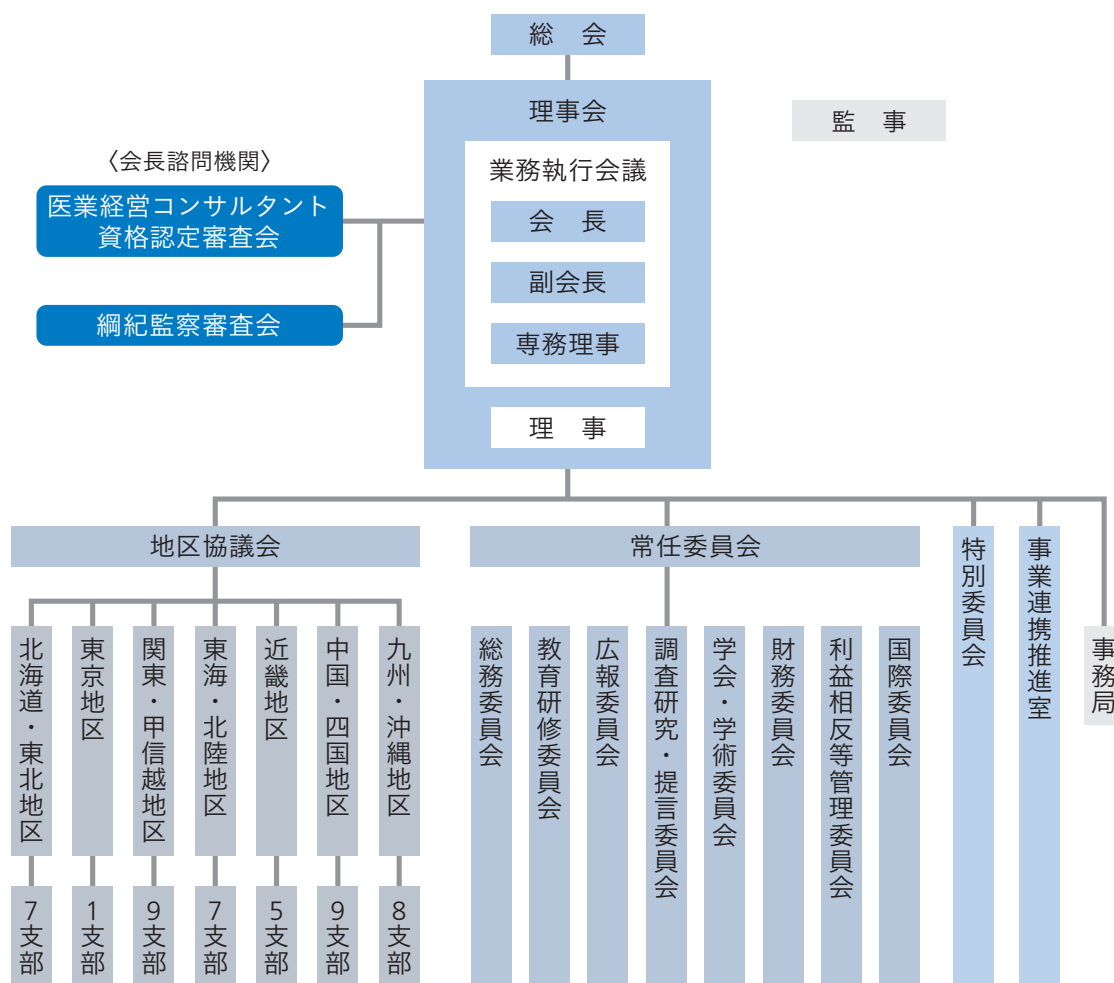 総　会
理事会
監　事
業務執行会議
会　長
副会長
専務理事
理　事
〈会長諮問機関〉
医業経営コンサルタント
資格認定審査会
綱紀監察審査会
地区協議会
北海道・東北地区
東京地区
関東・甲信越地区
東海・北陸地区
近畿地区
中国・四国地区
九州・沖縄地区
7支部
1支部
9支部
7支部
5支部
9支部
8支部
常任委員会
総務委員会
教育研修委員会
広報委員会
調査研究・提言委員会
学会・学術委員会
財務委員会
利益相反等管理委員会
国際委員会
特別委員会
事業連携推進室
事務局